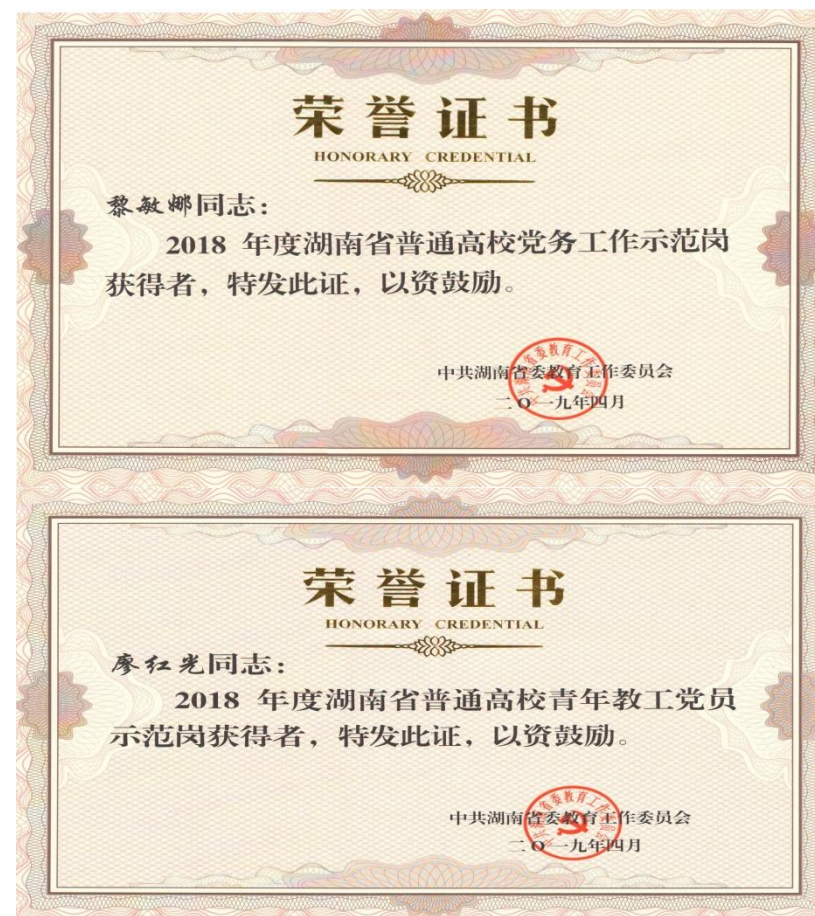 荣誉证书
HONORARY CREDENTIAL
黎敏娜同志：
2018 年度湖南省普通高校党务工作示范岗
获得者，特发此证，以资鼓励。
中共湖南省委教育工作委员会
二〇一九年四月
荣誉证书
HONORARY CREDENTIAL
廖红光同志：
2018 年度湖南省普通高校青年教工党员
示范岗获得者，特发此证，以资鼓励。
中共湖南省委教育工作委员会
二〇一九年四月